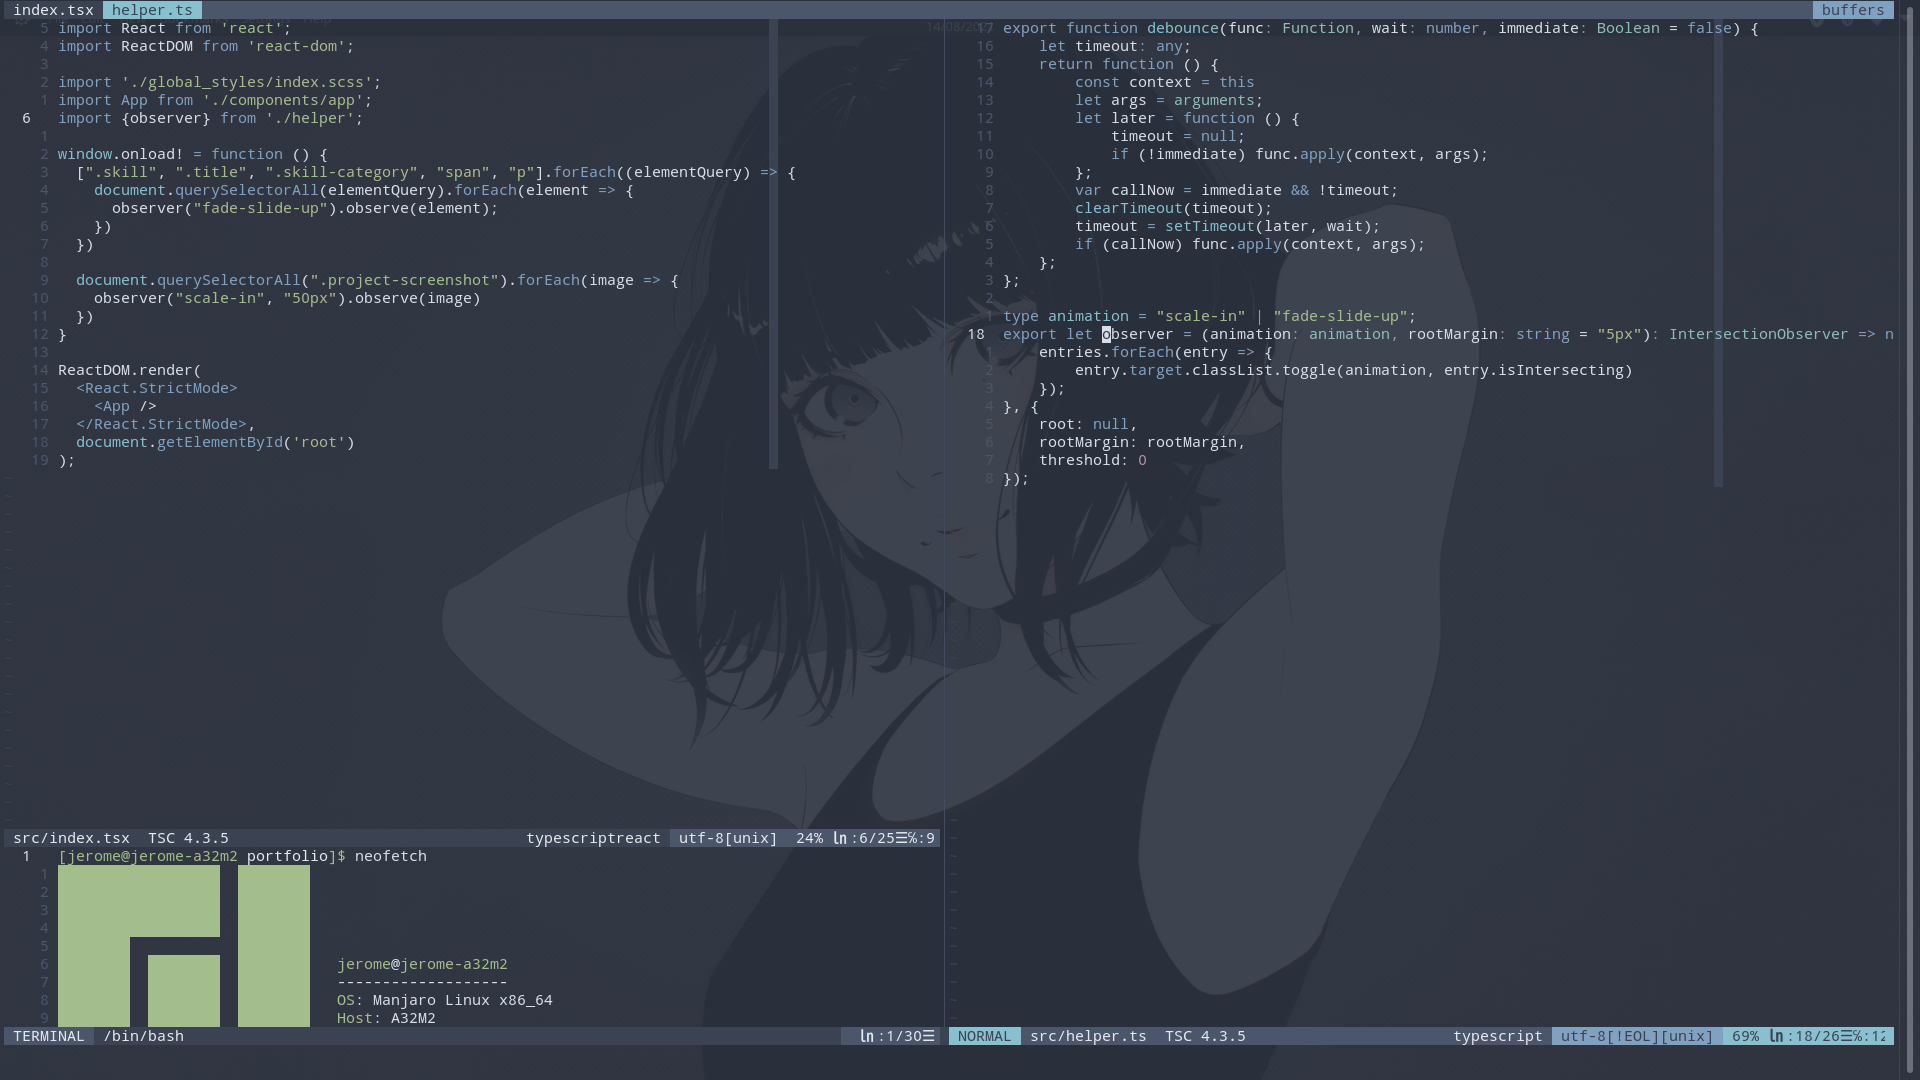 index.tsx helper.ts buffers
5 import React from 'react';
4 import ReactDOM from 'react-dom';
3
2 import './global_styles/index.scss';
1 import App from './components/app';
6 import {observer} from './helper';
1
2 window.onload! = function () {
3   [".skill", ".title", ".skill-category", "span", "p"].forEach((elementQuery) => {
4     document.querySelectorAll(elementQuery).forEach(element => {
5       observer("fade-slide-up").observe(element);
6     })
7   })
8
9   document.querySelectorAll(".project-screenshot").forEach(image => {
10     observer("scale-in", "50px").observe(image)
11   })
12 }
13
14 ReactDOM.render(
15   <React.StrictMode>
16     <App />
17   </React.StrictMode>,
18   document.getElementById('root')
19 );
src/index.tsx TSC 4.3.5 typescriptreact utf-8[unix] 24% ln:6/25☰℅:9
1 [jerome@jerome-a32m2 portfolio]$ neofetch
1
2
3
4
5
6 jerome@jerome-a32m2
7 -------------------
8 OS: Manjaro Linux x86_64
9 Host: A32M2
TERMINAL /bin/bash ln:1/30☰
17 export function debounce(func: Function, wait: number, immediate: Boolean = false) {
16     let timeout: any;
15     return function () {
14         const context = this
13         let args = arguments;
12         let later = function () {
11             timeout = null;
10             if (!immediate) func.apply(context, args);
9         };
8         var callNow = immediate && !timeout;
7         clearTimeout(timeout);
6         timeout = setTimeout(later, wait);
5         if (callNow) func.apply(context, args);
4     };
3 };
2
1 type animation = "scale-in" | "fade-slide-up";
18 export let observer = (animation: animation, rootMargin: string = "5px"): IntersectionObserver => n
1     entries.forEach(entry => {
2         entry.target.classList.toggle(animation, entry.isIntersecting)
3     });
4 }, {
5     root: null,
6     rootMargin: rootMargin,
7     threshold: 0
8 });
NORMAL src/helper.ts TSC 4.3.5 typescript utf-8[!EOL][unix] 69% ln:18/26☰℅:12